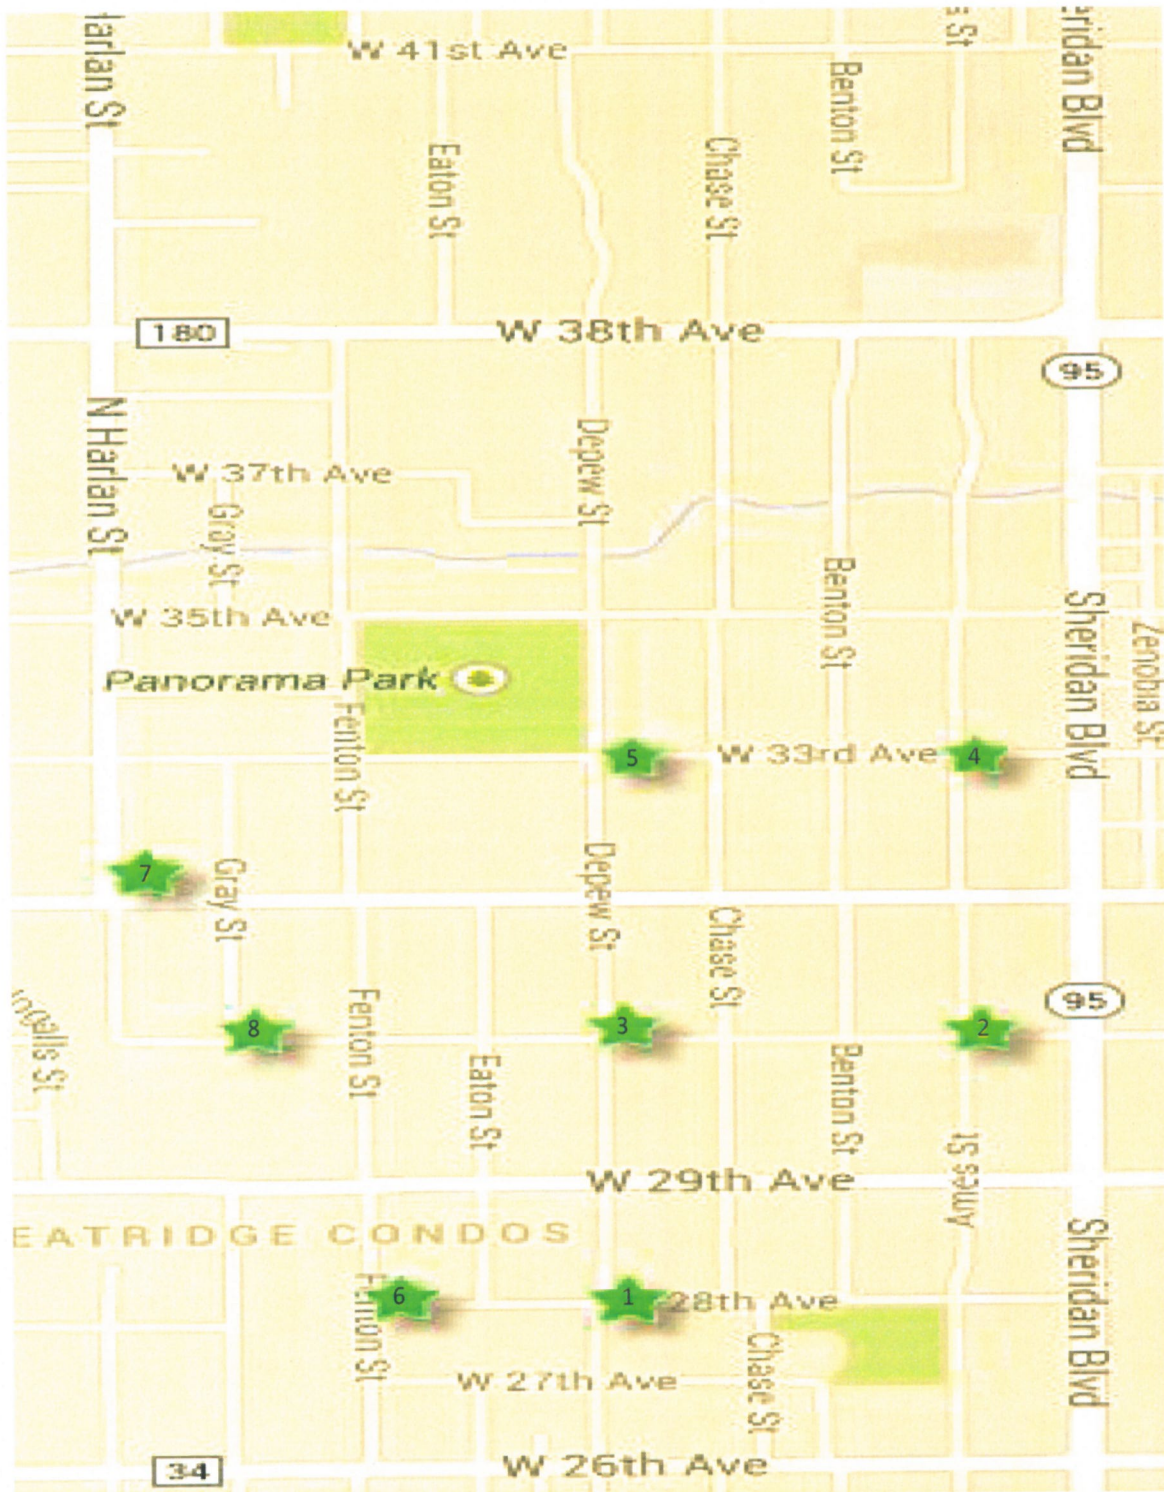 s St
Harlan St
eridan Blvd
W 41st Ave
Benton St
Eaton St
Chase St
180
W 38th Ave
95
N Harlan St
Depew St
W 37th Ave
Gray St
Benton St
Sheridan Blvd
W 35th Ave
Zenobia St
Panorama Park
Fenton St
5
W 33rd Ave
4
7
Gray St
Depew St
Chase St
95
8
3
2
Fenton St
Eaton St
Benton St
Ames St
W 29th Ave
EATRIDGE CONDOS
Sheridan Blvd
Fenton St
6
1
28th Ave
Chase St
W 27th Ave
34
W 26th Ave